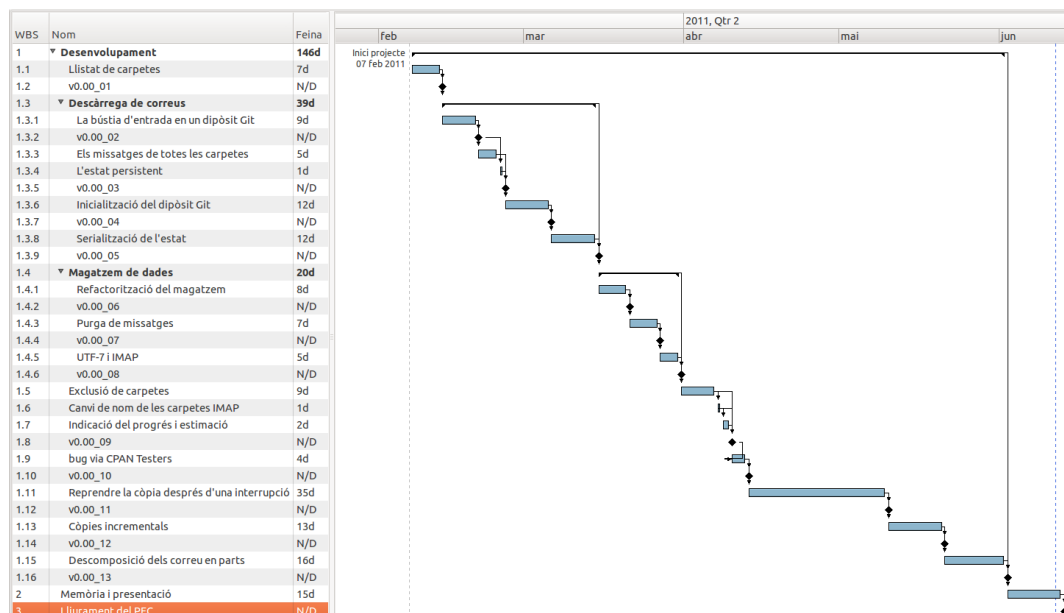 2011, Qtr 2
WBS Nom Feina feb mar abr mai jun
1 Desenvolupament 146d
Inici projecte
07 feb 2011
1.1 Llistat de carpetes 7d
1.2 v0.00_01 N/D
1.3 Descàrrega de correus 39d
1.3.1 La bústia d'entrada en un dipòsit Git 9d
1.3.2 v0.00_02 N/D
1.3.3 Els missatges de totes les carpetes 5d
1.3.4 L'estat persistent 1d
1.3.5 v0.00_03 N/D
1.3.6 Inicialització del dipòsit Git 12d
1.3.7 v0.00_04 N/D
1.3.8 Serialització de l'estat 12d
1.3.9 v0.00_05 N/D
1.4 Magatzem de dades 20d
1.4.1 Refactorització del magatzem 8d
1.4.2 v0.00_06 N/D
1.4.3 Purga de missatges 7d
1.4.4 v0.00_07 N/D
1.4.5 UTF-7 i IMAP 5d
1.4.6 v0.00_08 N/D
1.5 Exclusió de carpetes 9d
1.6 Canvi de nom de les carpetes IMAP 1d
1.7 Indicació del progrés i estimació 2d
1.8 v0.00_09 N/D
1.9 bug via CPAN Testers 4d
1.10 v0.00_10 N/D
1.11 Reprendre la còpia després d'una interrupció 35d
1.12 v0.00_11 N/D
1.13 Còpies incrementals 13d
1.14 v0.00_12 N/D
1.15 Descomposició dels correu en parts 16d
1.16 v0.00_13 N/D
2 Memòria i presentació 15d
3 Lliurament del PFC N/D